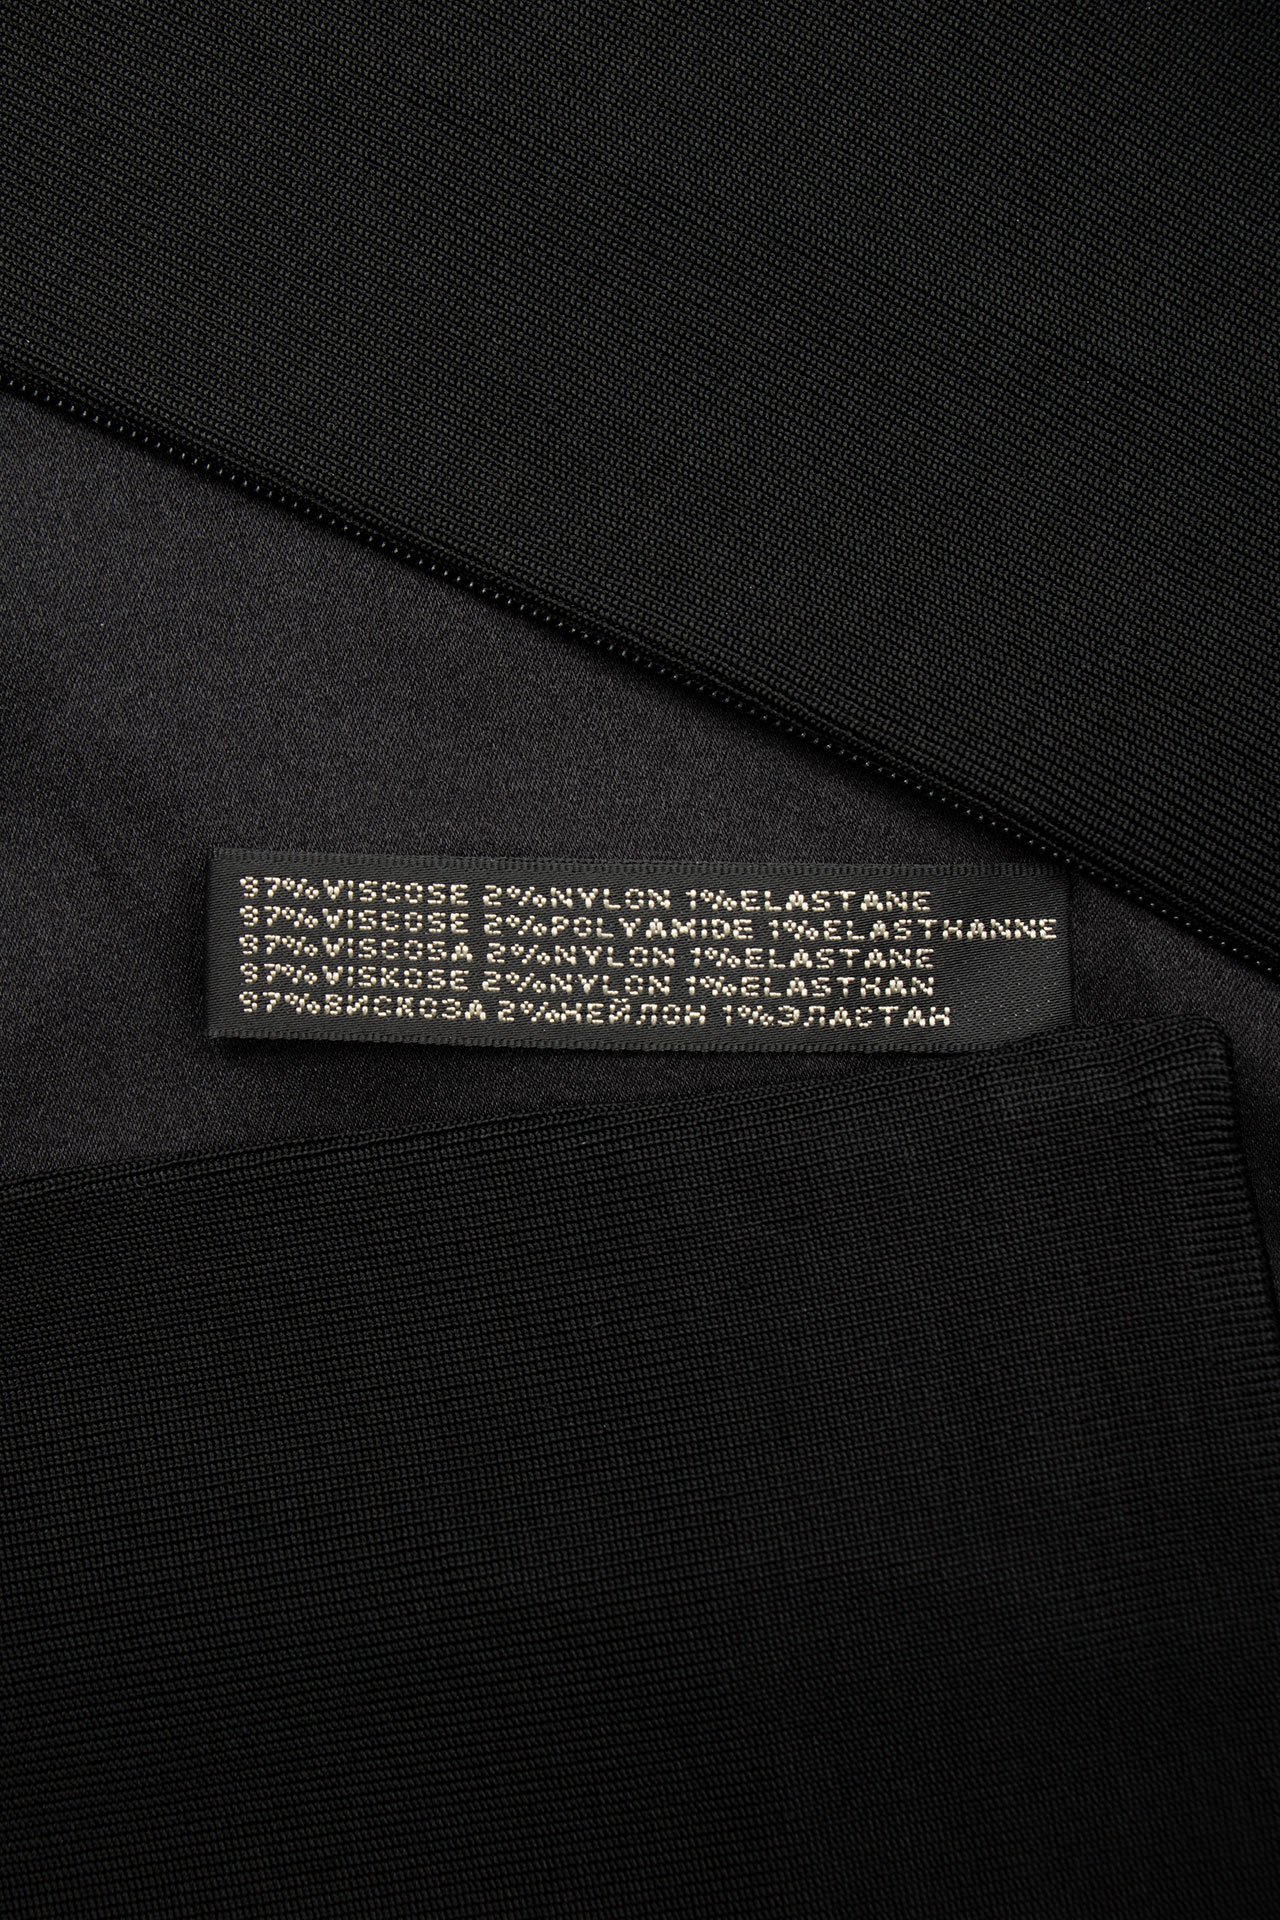 97%VISCOSE 2%NYLON 1%ELASTANE
97%VISCOSE 2%POLYAMIDE 1%ELASTHANNE
97%VISCOSA 2%NYLON 1%ELASTANE
97%VISKOSE 2%NYLON 1%ELASTHAN
97%ВИСКОЗА 2%НЕЙЛОН 1%ЭЛАСТАН